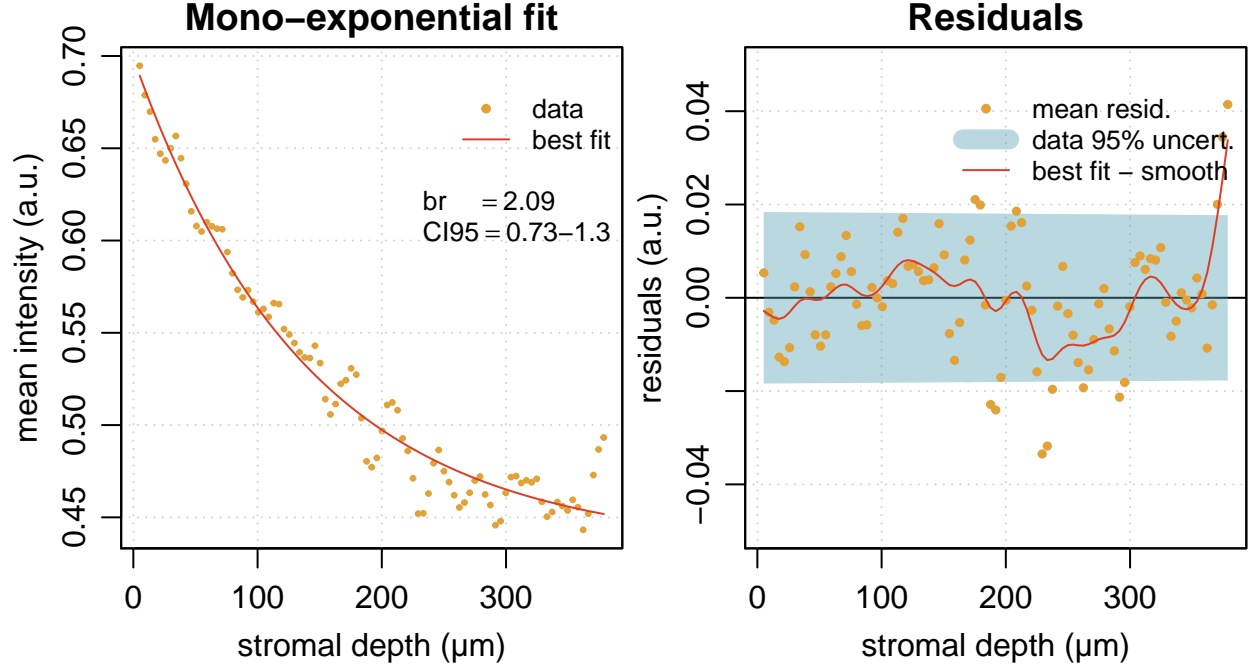 Mono−exponential fit
mean intensity (a.u.)
0.70
0.65
0.60
0.55
0.50
0.45
data
best fit
br = 2.09
CI95 = 0.73−1.3
0 100 200 300
stromal depth (μm)
Residuals
residuals (a.u.)
0.04
0.02
0.00
−0.04
mean resid.
data 95% uncert.
best fit − smooth
0 100 200 300
stromal depth (μm)